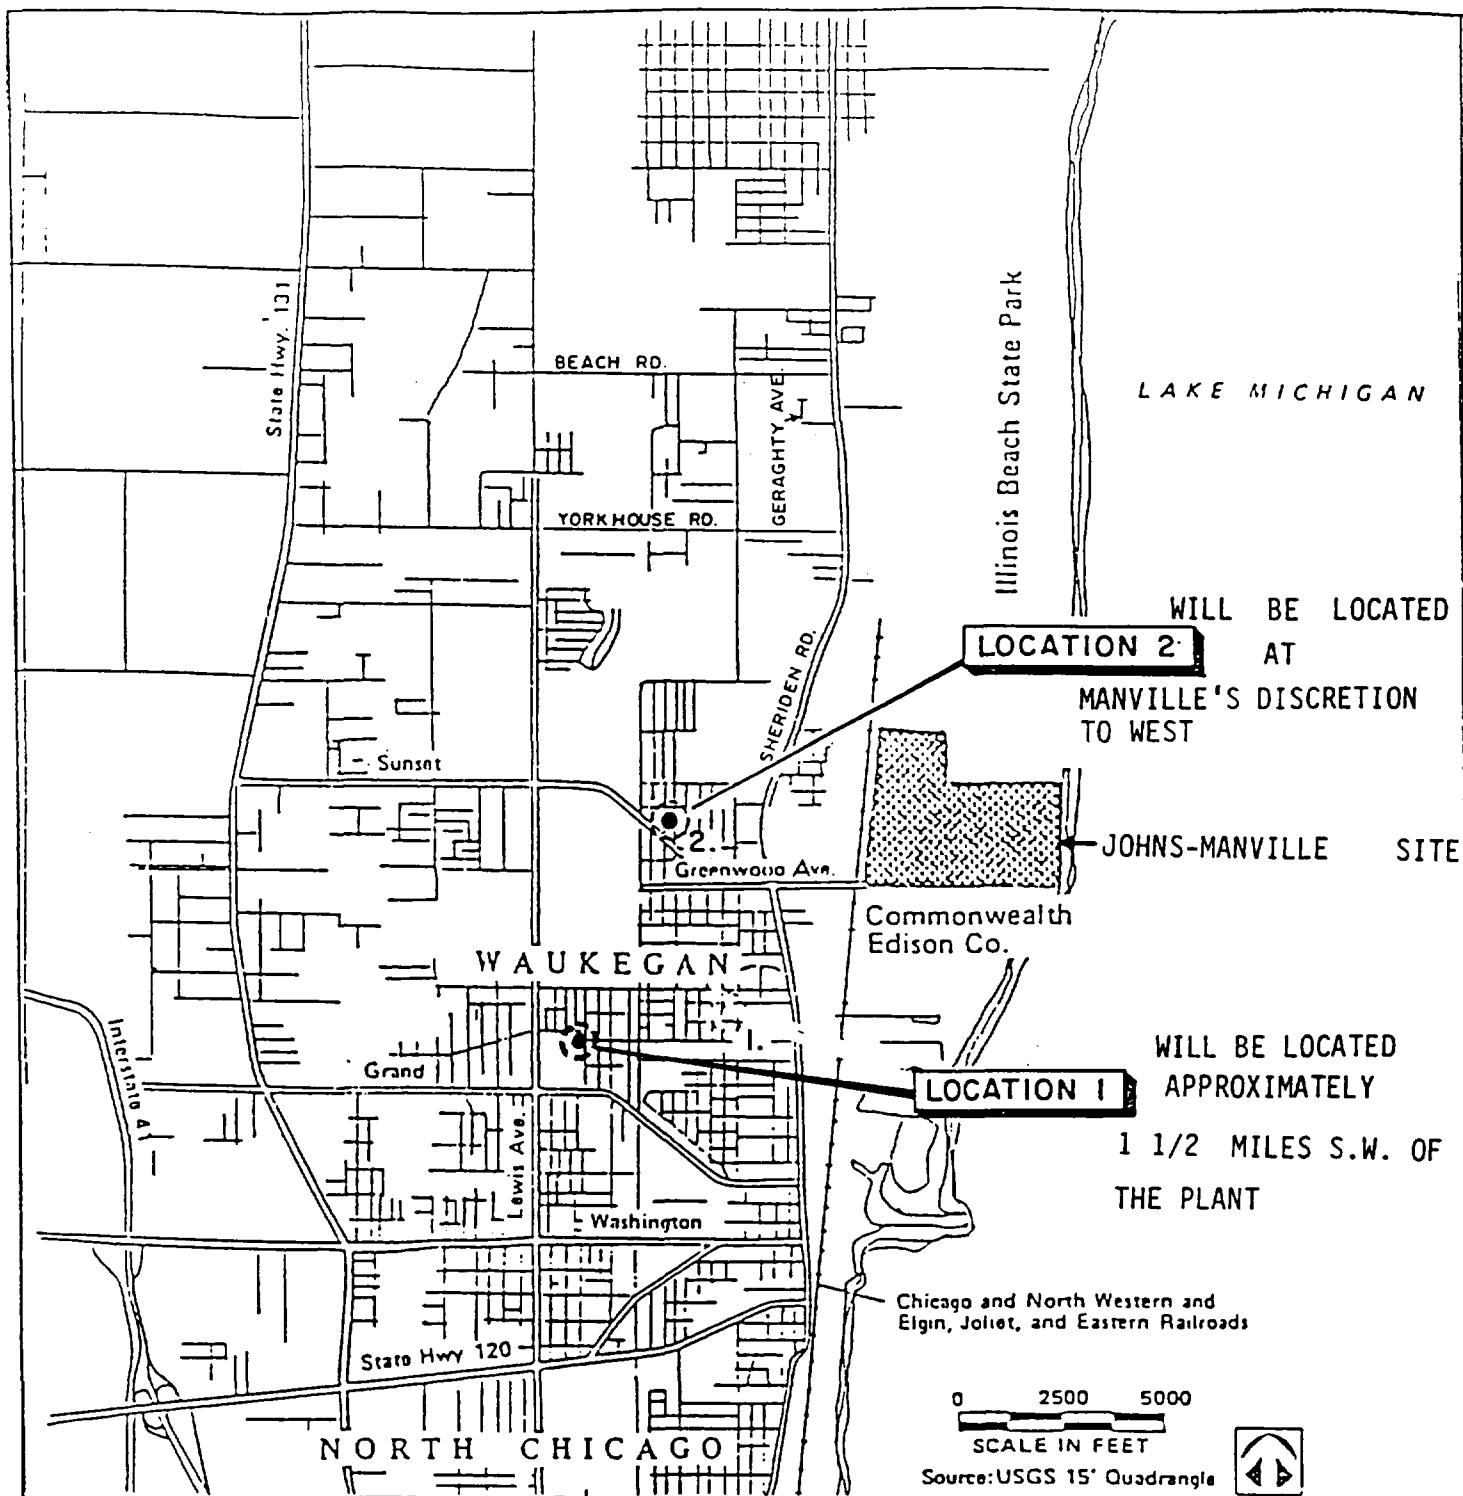 State Hwy. 131
BEACH RD.
GERAGHTY AVE.
Illinois Beach State Park
LAKE MICHIGAN
YORKHOUSE RD.
SHERIDEN RD.
LOCATION 2
WILL BE LOCATED
AT
MANVILLE'S DISCRETION
TO WEST
Sunset
2.
Greenwood Ave.
JOHNS-MANVILLE SITE
Commonwealth
Edison Co.
WAUKEGAN
1.
Grand
Interstate 41
LOCATION 1
WILL BE LOCATED
APPROXIMATELY
1 1/2 MILES S.W. OF
THE PLANT
Lewis Ave.
Washington
Chicago and North Western and
Elgin, Joliet, and Eastern Railroads
State Hwy 120
0 2500 5000
SCALE IN FEET
Source: USGS 15' Quadrangle
NORTH CHICAGO